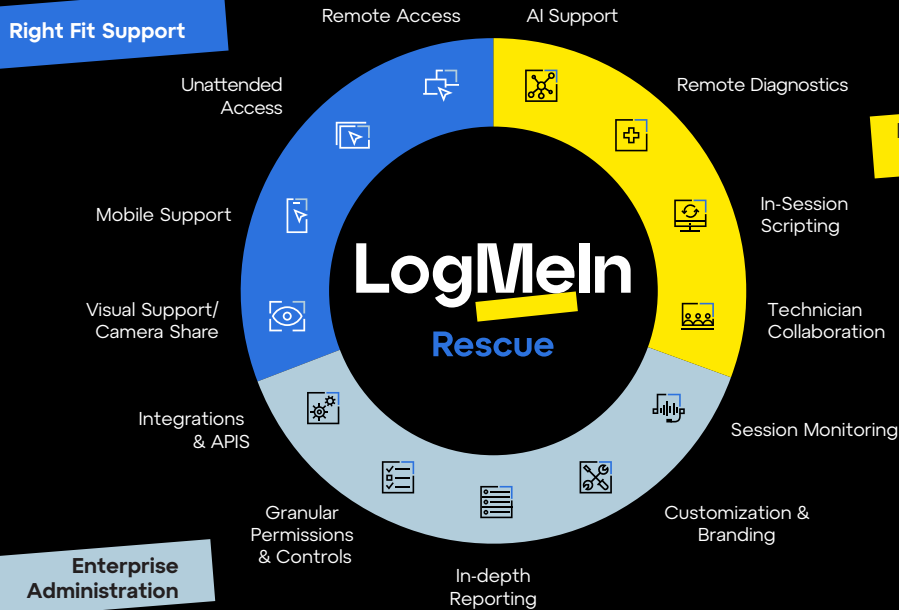 Right Fit Support
Remote Access
AI Support
Unattended
Access
Remote Diagnostics
Mobile Support
In-Session
Scripting
Visual Support/
Camera Share
Technician
Collaboration
LogMeIn
Rescue
Integrations
& APIS
Session Monitoring
Granular
Permissions
& Controls
Customization &
Branding
In-depth
Reporting
Enterprise
Administration